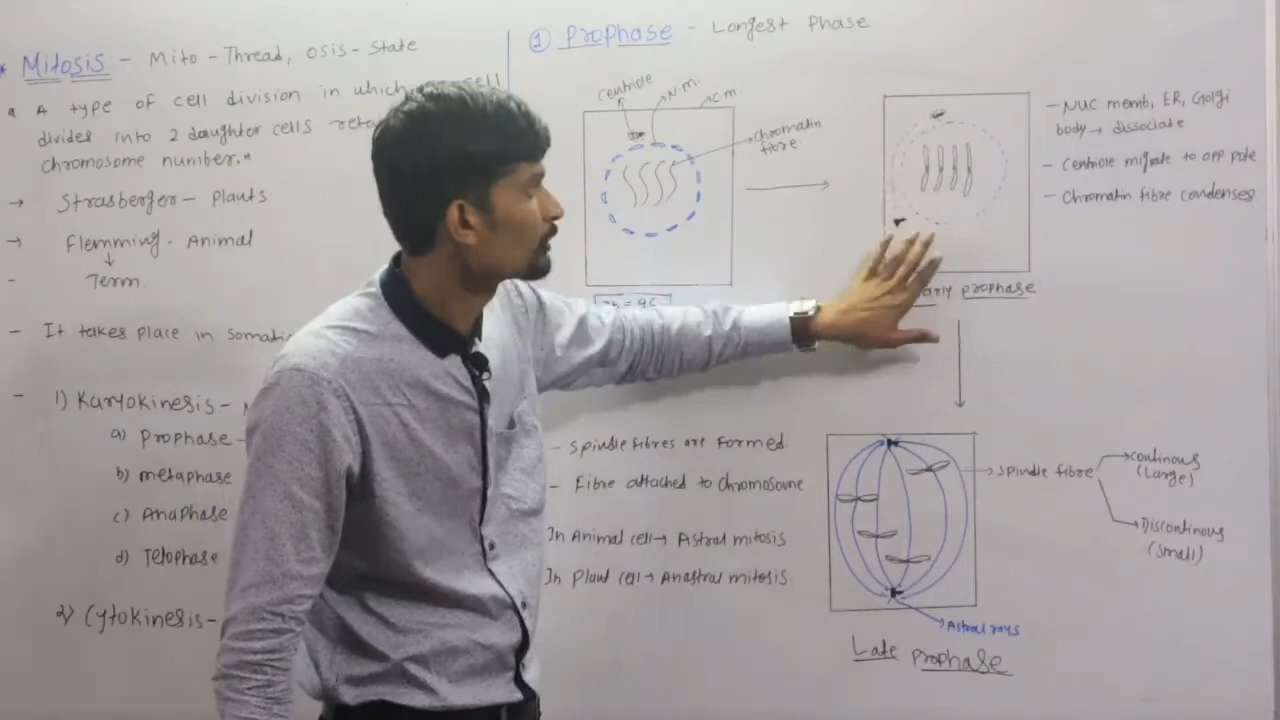 * Mitosis - Mito - Thread, osis - State
A type of cell division in which cell
divides into 2 daughter cells
chromosome number."
→ Strasberger - Plants
→ Flemming - Animal
↓
- Term
- It takes place in somatic
- 1) Karyokinesis -
a) Prophase -
b) metaphase
c) Anaphase
d) Telophase
2) Cytokinesis -
① Prophase - Longest Phase
centriole
N.m.
c.m.
chromatin
fibre.
- Nuc memb, ER, Golgi
body → dissociate
- Centriole migrate to opp pole
- Chromatin fibre condenses
prophase
- Spindle fibres are formed.
- Fibre attached to chromosome
In Animal cell → Astral mitosis
In Plant cell → Anastral mitosis.
Spindle fibre
continous
(Large)
Discontinous
(small)
Astral rays
Late prophase